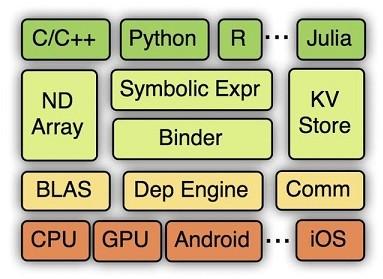 C/C++ Python R ... Julia
ND Array
Symbolic Expr
Binder
KV Store
BLAS Dep Engine Comm
CPU GPU Android ... iOS